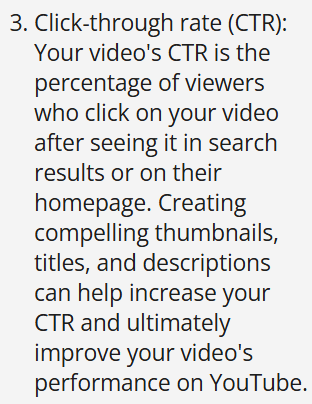 3. Click-through rate (CTR):
Your video's CTR is the
percentage of viewers
who click on your video
after seeing it in search
results or on their
homepage. Creating
compelling thumbnails,
titles, and descriptions
can help increase your
CTR and ultimately
improve your video's
performance on YouTube.